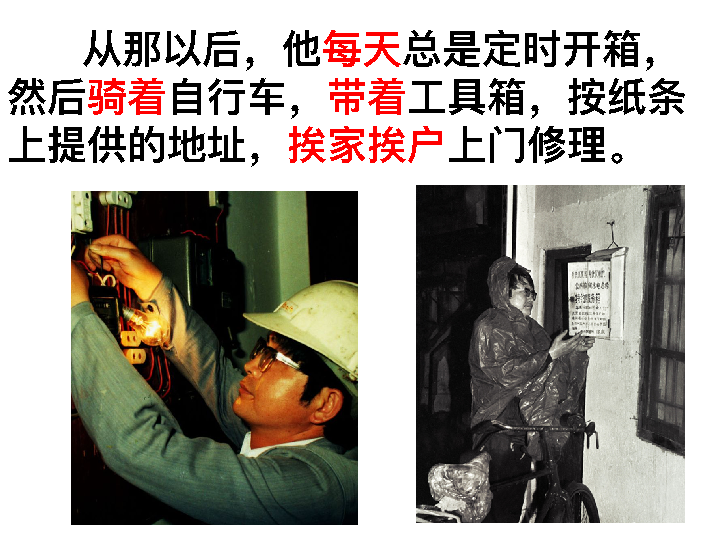 从那以后，他每天总是定时开箱，
然后骑着自行车，带着工具箱，按纸条
上提供的地址，挨家挨户上门修理。